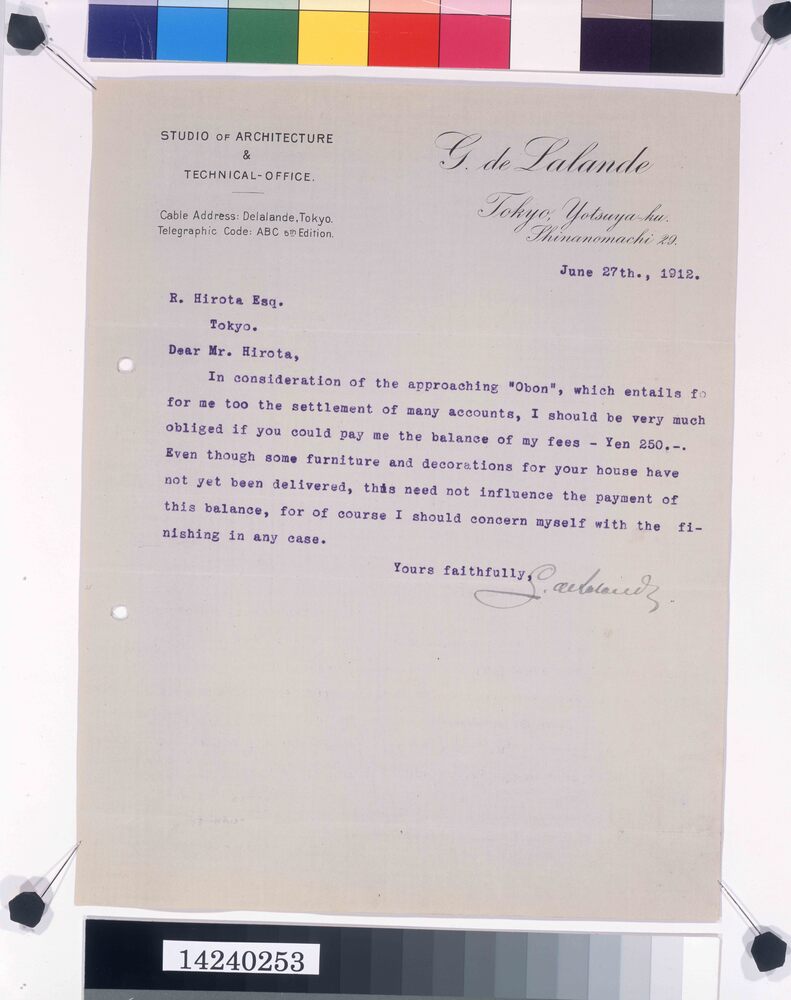 STUDIO OF ARCHITECTURE
&
TECHNICAL-OFFICE.
Cable Address: Delalande, Tokyo.
Telegraphic Code: ABC 5TH Edition.
G. de Lalande
Tokyo, Yotsuya-ku.
Shinanomachi 29.
June 27th., 1912.
R. Hirota Esq.
Tokyo.
Dear Mr. Hirota,
In consideration of the approaching "Obon", which entails fo
for me too the settlement of many accounts, I should be very much
obliged if you could pay me the balance of my fees - Yen 250.-.
Even though some furniture and decorations for your house have
not yet been delivered, this need not influence the payment of
this balance, for of course I should concern myself with the fi-
nishing in any case.
Yours faithfully,
G. de Lalande
14240253